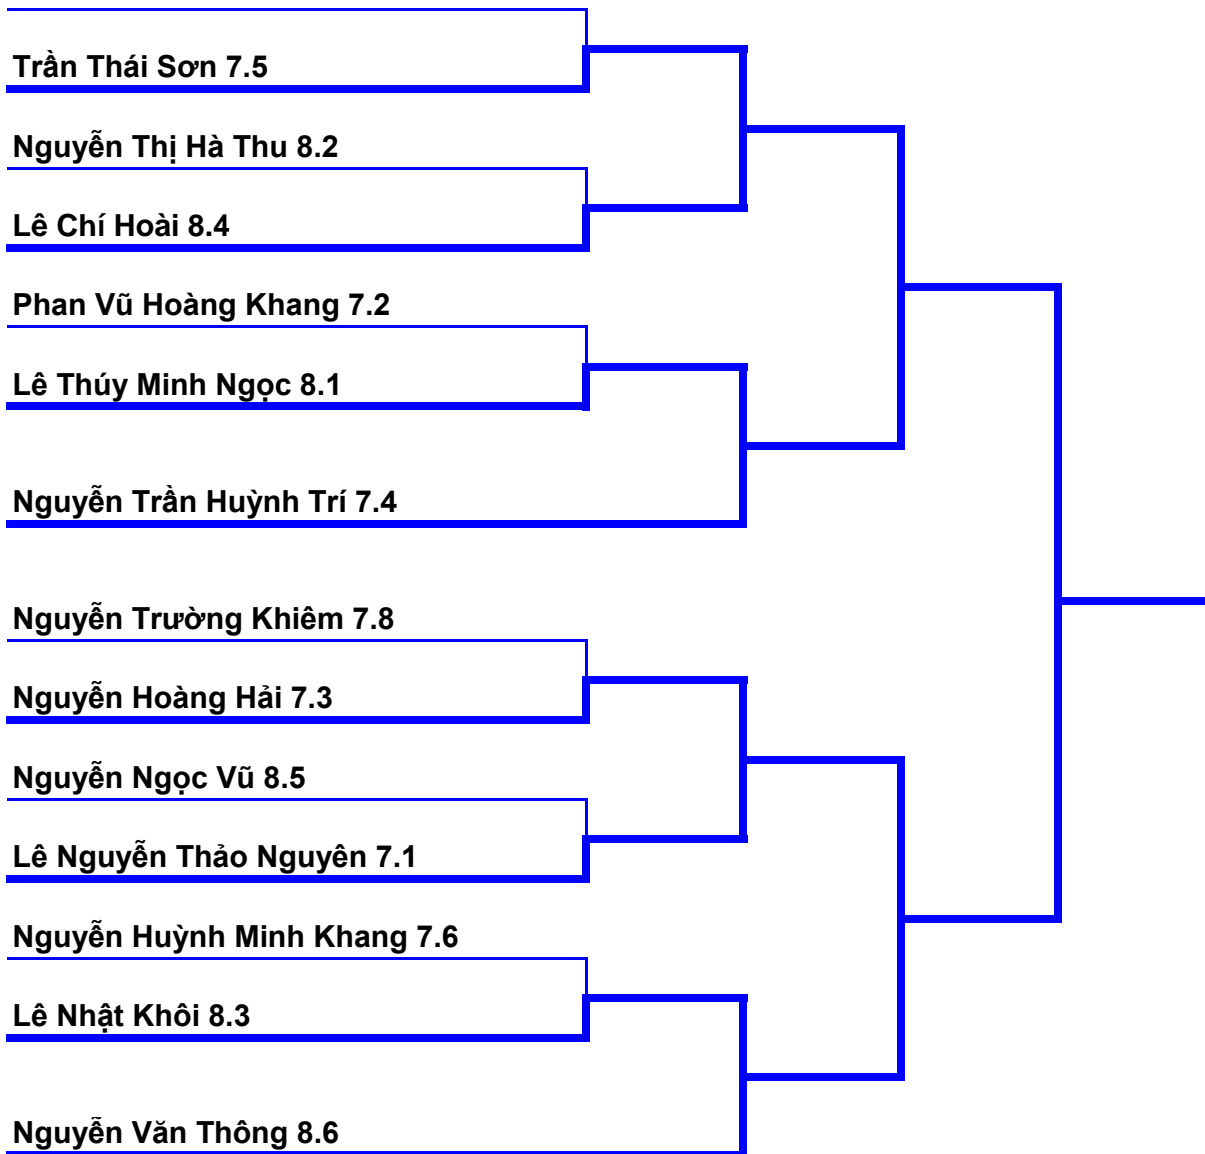 Trần Thái Sơn 7.5
Nguyễn Thị Hà Thu 8.2
Lê Chí Hoài 8.4
Phan Vũ Hoàng Khang 7.2
Lê Thúy Minh Ngọc 8.1
Nguyễn Trần Huỳnh Trí 7.4
Nguyễn Trường Khiêm 7.8
Nguyễn Hoàng Hải 7.3
Nguyễn Ngọc Vũ 8.5
Lê Nguyễn Thảo Nguyên 7.1
Nguyễn Huỳnh Minh Khang 7.6
Lê Nhật Khôi 8.3
Nguyễn Văn Thông 8.6